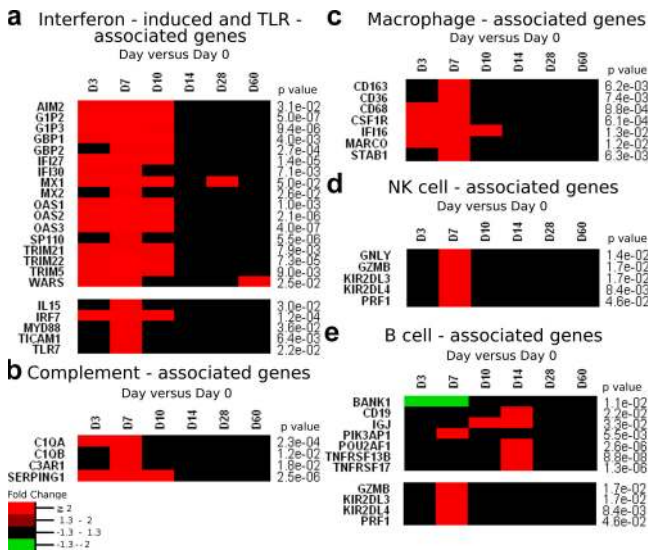 a Interferon - induced and TLR - associated genes
Day versus Day 0
D3 D7 D10 D14 D28 D60
p value
AIM2 3.1e-02
G1P2 5.0e-07
G1P3 9.4e-06
GBP1 4.0e-03
GBP2 2.7e-04
IFI27 1.4e-05
IFI30 7.1e-03
MX1 5.0e-02
MX2 2.6e-02
OAS1 1.0e-03
OAS2 2.1e-06
OAS3 4.0e-07
SP110 5.5e-06
TRIM21 7.9e-03
TRIM22 7.3e-05
TRIM5 9.0e-03
WARS 2.5e-02
IL15 3.0e-02
IRF7 1.2e-04
MYD88 3.6e-02
TICAM1 6.4e-03
TLR7 2.2e-02
b Complement - associated genes
Day versus Day 0
D3 D7 D10 D14 D28 D60
p value
C1QA 2.3e-04
C1QB 1.2e-02
C3AR1 1.8e-02
SERPING1 2.5e-06
Fold Change
≧ 2
1.3 - 2
-1.3 - 1.3
-1.3--2
c Macrophage - associated genes
Day versus Day 0
D3 D7 D10 D14 D28 D60
p value
CD163 6.2e-03
CD36 7.4e-03
CD68 8.8e-04
CSF1R 6.1e-04
IFI16 1.3e-02
MARCO 1.2e-02
STAB1 6.3e-03
d NK cell - associated genes
Day versus Day 0
D3 D7 D10 D14 D28 D60
p value
GNLY 1.4e-02
GZMB 1.7e-02
KIR2DL3 1.7e-02
KIR2DL4 8.4e-03
PRF1 4.6e-02
e B cell - associated genes
Day versus Day 0
D3 D7 D10 D14 D28 D60
p value
BANK1 1.1e-02
CD19 2.2e-02
IGJ 3.3e-02
PIK3AP1 5.5e-03
POU2AF1 2.6e-02
TNFRSF13B 8.8e-08
TNFRSF17 1.3e-06
GZMB 1.7e-02
KIR2DL3 1.7e-02
KIR2DL4 8.4e-03
PRF1 4.6e-02